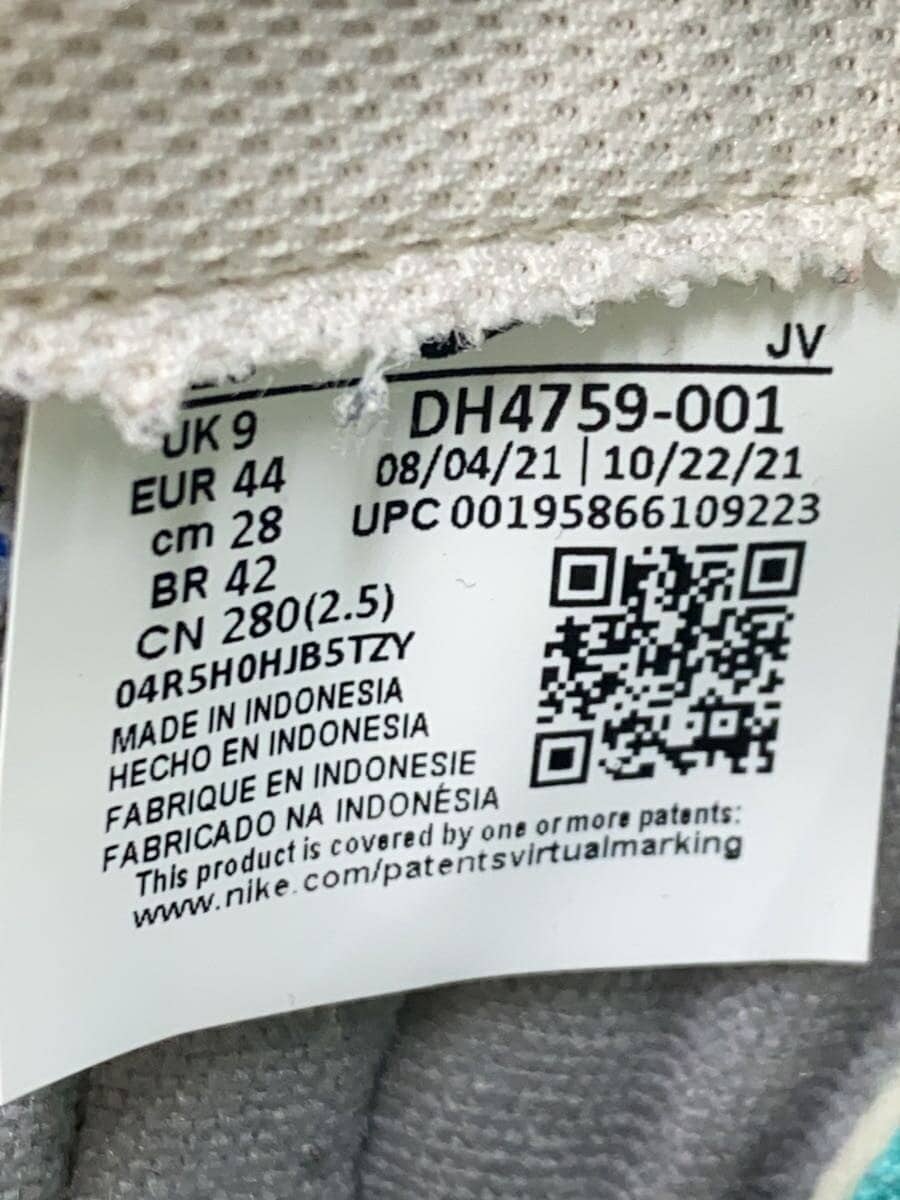 JV
UK 9
EUR 44
cm 28
BR 42
CN 280(2.5)
DH4759-001
08/04/21 | 10/22/21
UPC 00195866109223
04R5H0HJB5TZY
MADE IN INDONESIA
HECHO EN INDONESIA
FABRIQUE EN INDONESIE
FABRICADO NA INDONÉSIA
This product is covered by one or more patents:
www.nike.com/patentsvirtualmarking